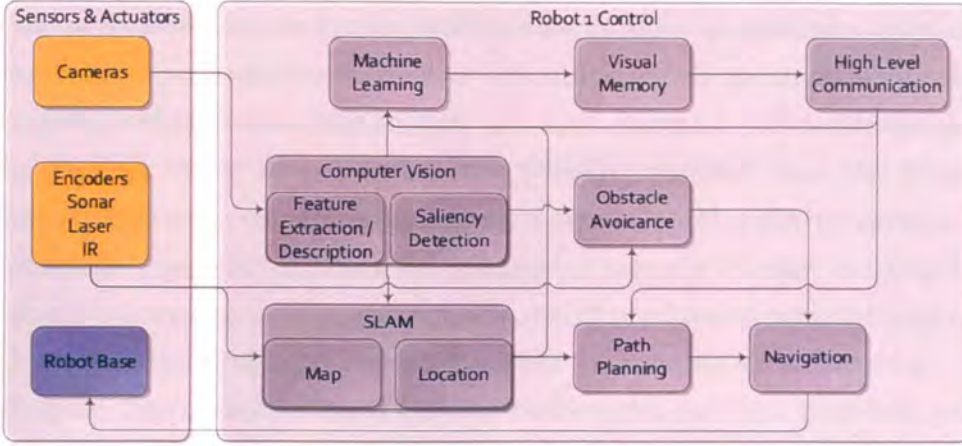 Sensors & Actuators
Cameras
Encoders
Sonar
Laser
IR
Robot Base
Robot 1 Control
Machine
Learning
Visual
Memory
High Level
Communication
Computer Vision
Feature
Extraction /
Description
Saliency
Detection
Obstacle
Avoicance
SLAM
Map
Location
Path
Planning
Navigation